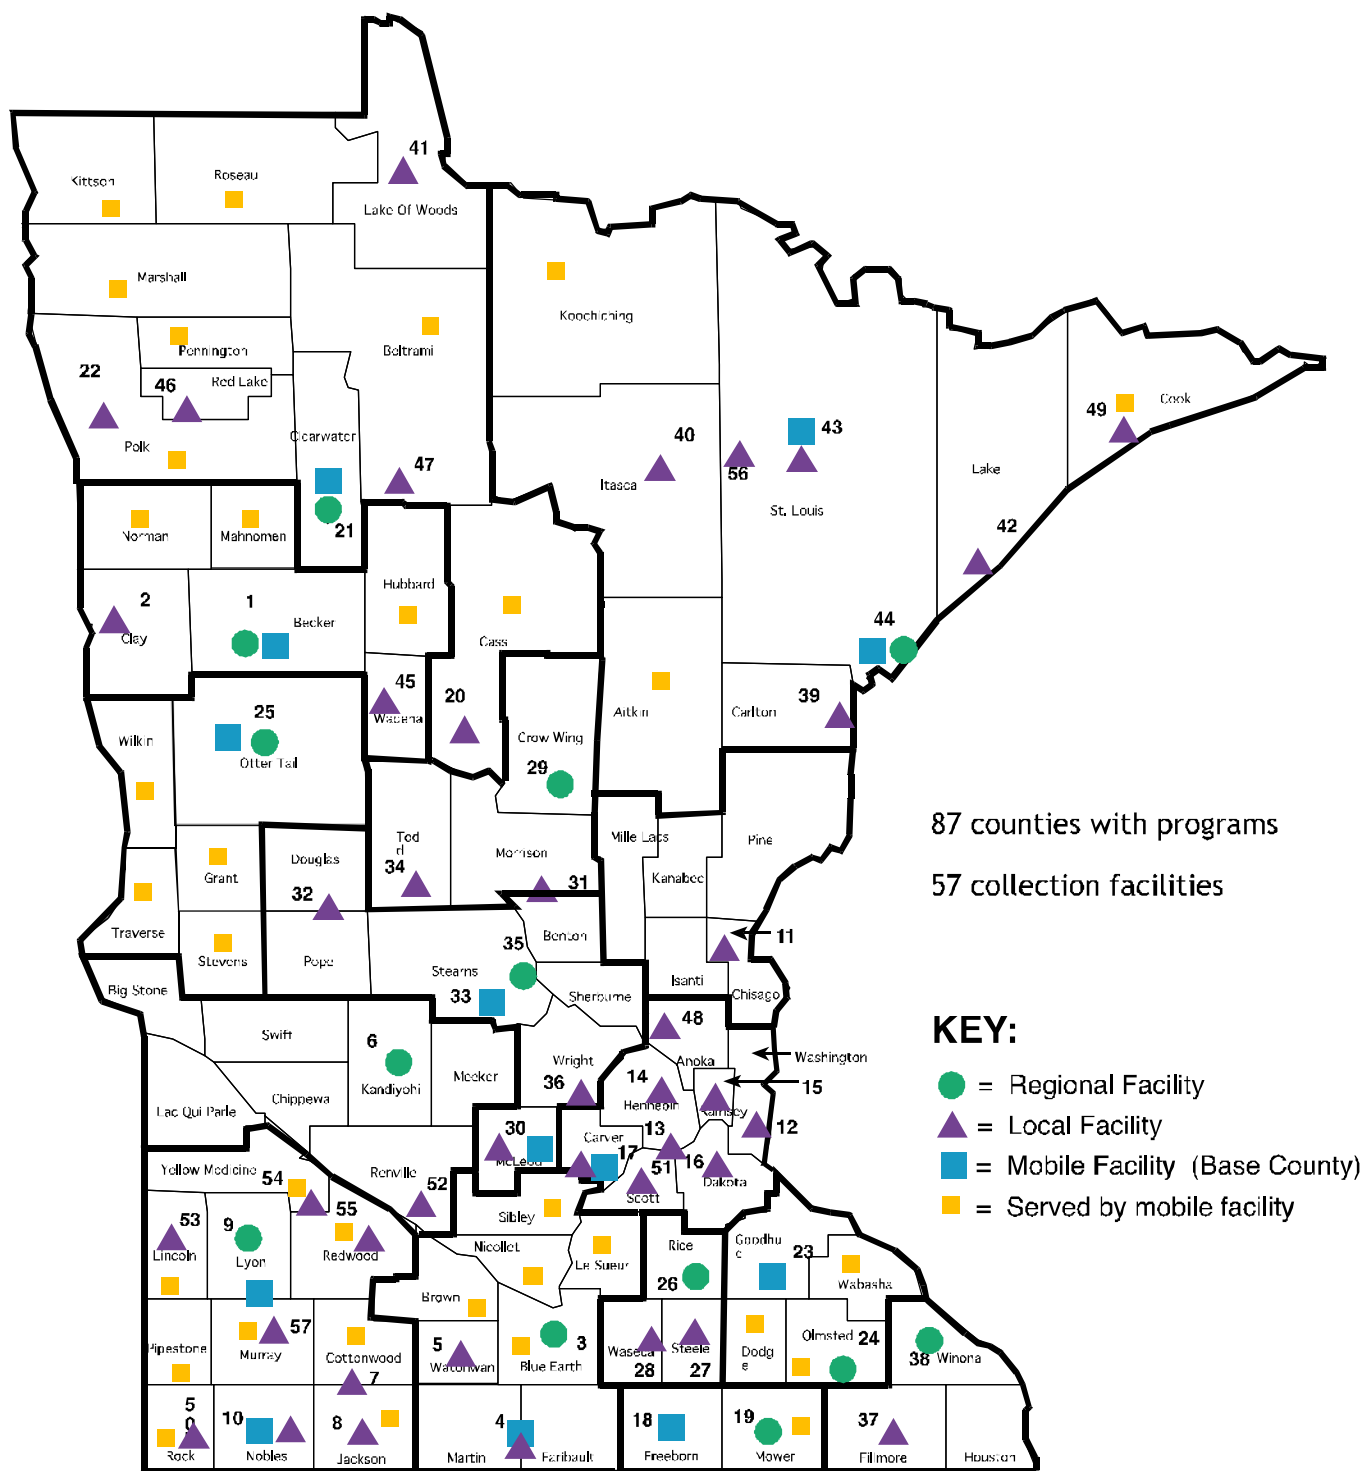 41
Kittson
Roseau
Lake Of Woods
Marshall
Koochiching
Pennington
Beltrami
22
46
Red Lake
49
Cook
Polk
Clearwater
40
43
47
Itasca
56
Lake
St. Louis
Norman
Mahnomen
21
42
Hubbard
2
1
Becker
Clay
Cass
44
45
20
39
Wadena
Aitkin
Carlton
25
Wilkin
Crow Wing
Otter Tail
29
Mille Lacs
Pine
87 counties with programs
Tod
d
Morrison
Douglas
34
31
Grant
Kanabec
57 collection facilities
32
Traverse
Benton
11
35
Stevens
Pope
Stearns
Isanti
Big Stone
33
Sherburne
Chisago
Swift
48
KEY:
6
Wright
Anoka
Washington
Meeker
36
14
15
Kandiyohi
= Regional Facility
Chippewa
Hennepin
Ramsey
Lac Qui Parle
= Local Facility
30
13
12
Carver
17
McLeod
16
= Mobile Facility (Base County)
Yellow Medicine
Renville
51
Dakota
54
52
Scott
= Served by mobile facility
55
53
9
Sibley
Lincoln
Lyon
Redwood
Nicollet
Rice
Goodhu
e
23
Le Sueur
26
Wabasha
Brown
57
Pipestone
Murray
Cottonwood
5
Watonwan
3
Blue Earth
Waseca
Steele
Dodg
e
Olmsted
24
38
Winona
28
27
7
5
0
10
8
4
18
19
37
Rock
Nobles
Jackson
Martin
Faribault
Freeborn
Mower
Fillmore
Houston